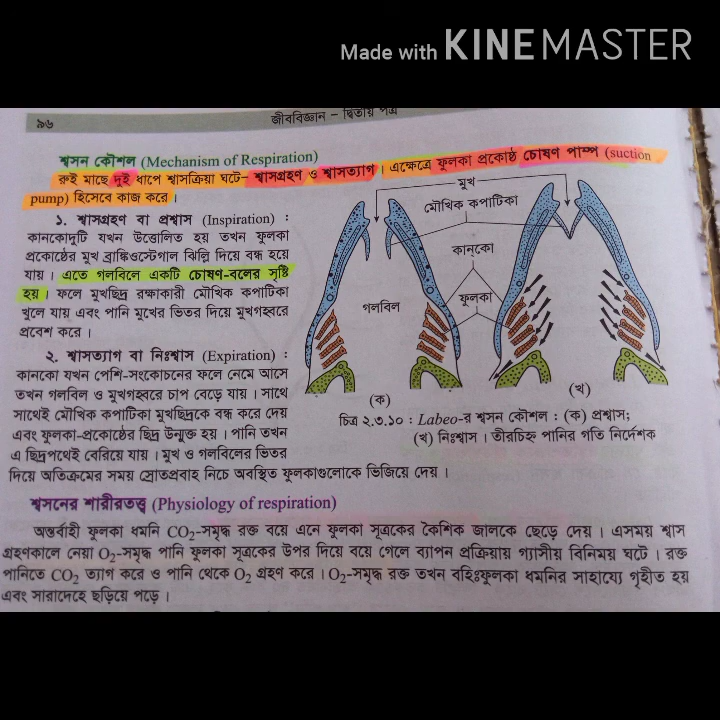 Made with KINEMASTER
৯৬
জীববিজ্ঞান – দ্বিতীয় পত্র
শ্বসন কৌশল (Mechanism of Respiration)
রুই মাছে দুই ধাপে শ্বাসক্রিয়া ঘটে– শ্বাসগ্রহণ ও শ্বাসত্যাগ। এক্ষেত্রে ফুলকা প্রকোষ্ঠ চোষণ পাম্প (suction
pump) হিসেবে কাজ করে।
১. শ্বাসগ্রহণ বা প্রশ্বাস (Inspiration) :
কানকোদুটি যখন উত্তোলিত হয় তখন ফুলকা
প্রকোষ্ঠের মুখ ব্রাঙ্কিওস্টেগাল ঝিল্লি দিয়ে বন্ধ হয়ে
যায়। এতে গলবিলে একটি চোষণ-বলের সৃষ্টি
হয়। ফলে মুখছিদ্র রক্ষাকারী মৌখিক কপাটিকা
খুলে যায় এবং পানি মুখের ভিতর দিয়ে মুখগহ্বরে
প্রবেশ করে।
২. শ্বাসত্যাগ বা নিঃশ্বাস (Expiration) :
কানকো যখন পেশি-সংকোচনের ফলে নেমে আসে
তখন গলবিল ও মুখগহ্বরে চাপ বেড়ে যায়। সাথে
সাথেই মৌখিক কপাটিকা মুখছিদ্রকে বন্ধ করে দেয়
এবং ফুলকা-প্রকোষ্ঠের ছিদ্র উন্মুক্ত হয়। পানি তখন
এ ছিদ্রপথেই বেরিয়ে যায়। মুখ ও গলবিলের ভিতর
দিয়ে অতিক্রমের সময় স্রোতপ্রবাহ নিচে অবস্থিত ফুলকাগুলোকে ভিজিয়ে দেয়।
মুখ
মৌখিক কপাটিকা
কান্‌কো
ফুলকা
গলবিল
(ক)
(খ)
চিত্র ২.৩.১০ : Labeo-র শ্বসন কৌশল : (ক) প্রশ্বাস;
(খ) নিঃশ্বাস। তীরচিহ্ন পানির গতি নির্দেশক
শ্বসনের শারীরতত্ত্ব (Physiology of respiration)
অন্তর্বাহী ফুলকা ধমনি CO₂-সমৃদ্ধ রক্ত বয়ে এনে ফুলকা সূত্রকের কৈশিক জালকে ছেড়ে দেয়। এসময় শ্বাস
গ্রহণকালে নেয়া O₂-সমৃদ্ধ পানি ফুলকা সূত্রকের উপর দিয়ে বয়ে গেলে ব্যাপন প্রক্রিয়ায় গ্যাসীয় বিনিময় ঘটে। রক্ত
পানিতে CO₂ ত্যাগ করে ও পানি থেকে O₂ গ্রহণ করে। O₂-সমৃদ্ধ রক্ত তখন বহিঃফুলকা ধমনির সাহায্যে গৃহীত হয়
এবং সারাদেহে ছড়িয়ে পড়ে।